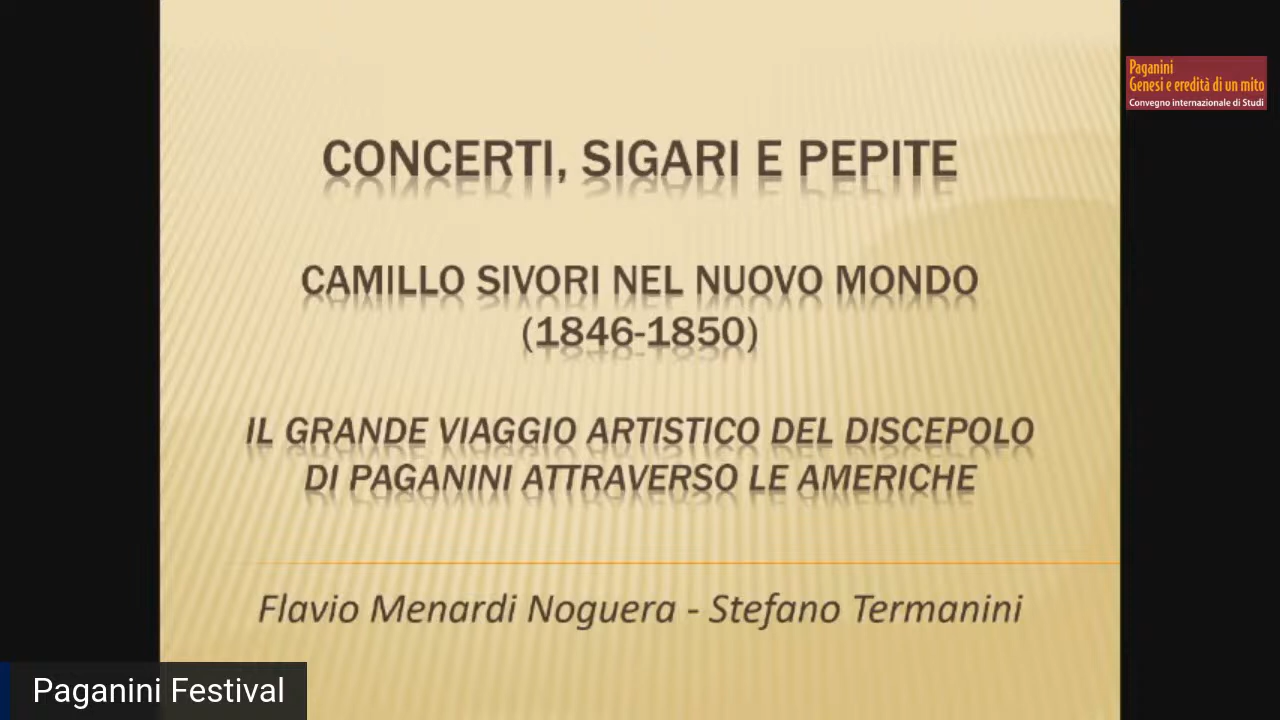 Paganini
Genesi e eredità di un mito
Convegno internazionale di Studi
CONCERTI, SIGARI E PEPITE
CAMILLO SIVORI NEL NUOVO MONDO
(1846-1850)
IL GRANDE VIAGGIO ARTISTICO DEL DISCEPOLO
DI PAGANINI ATTRAVERSO LE AMERICHE
Flavio Menardi Noguera - Stefano Termanini
Paganini Festival